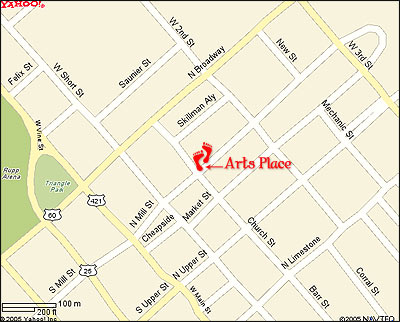 YAHOO!
W 2nd St
New St
W 3rd St
Felix St
W Short St
Saunier St
N Broadway
Mechanic St
Skillman Aly
W Vine St
Rupp
Arena
Triangle
Park
Arts Place
60
421
N Mill St
Cheapside
Market St
Church St
25
S Mill St
N Upper St
N Limestone
Corral St
S Upper St
W Main St
Barr St
100 m
200 ft
©2005 Yahoo! Inc
©2005 NAVTEQ